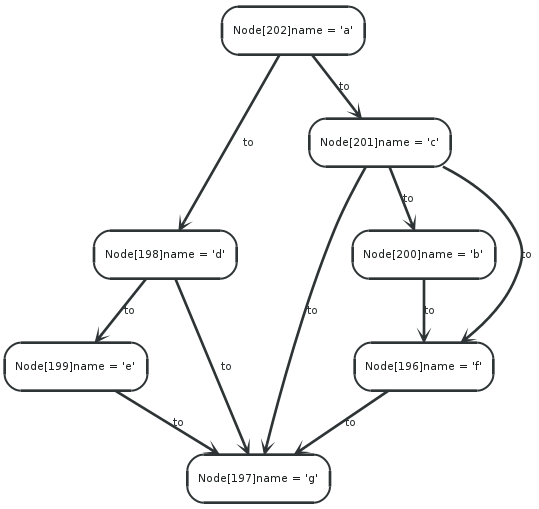 Node[202]name = 'a'
to
Node[201]name = 'c'
to
to
Node[198]name = 'd'
Node[200]name = 'b'
to
to
to
to
to
Node[199]name = 'e'
Node[196]name = 'f'
to
to
Node[197]name = 'g'